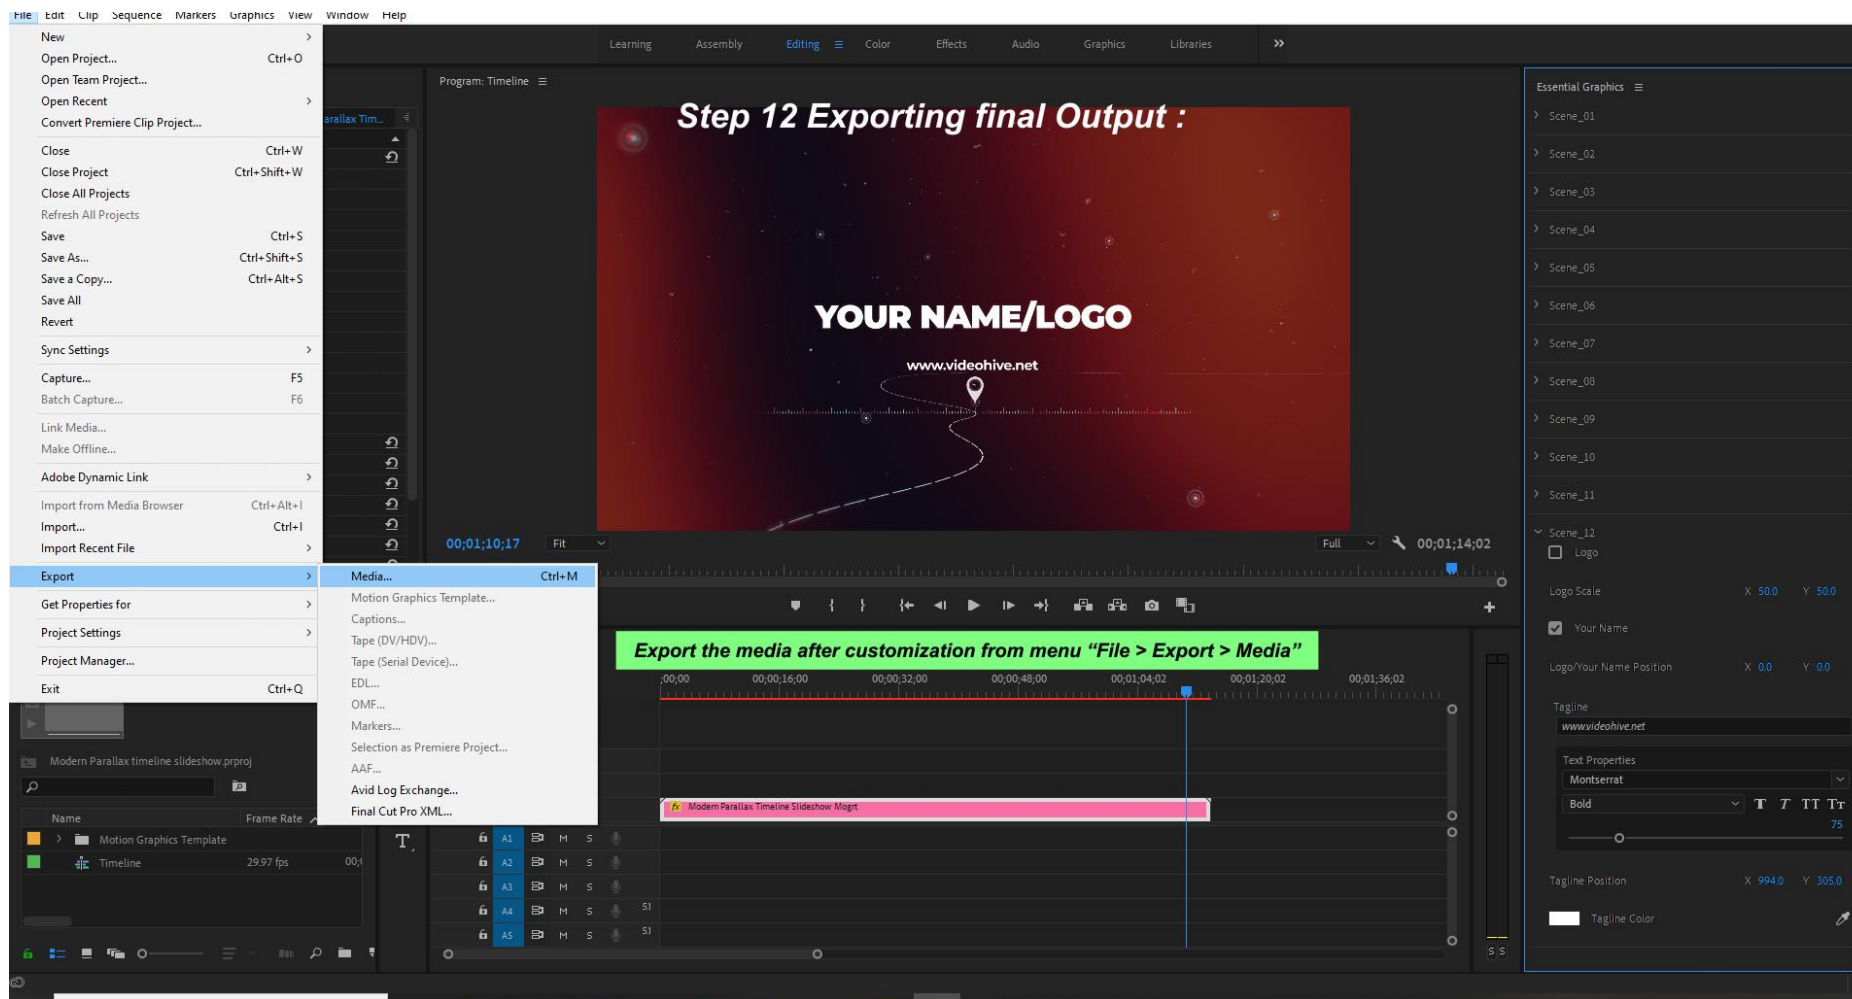 File Edit Clip Sequence Markers Graphics View Window Help
New
Open Project... Ctrl+O
Open Team Project...
Open Recent
Convert Premiere Clip Project...
Close Ctrl+W
Close Project Ctrl+Shift+W
Close All Projects
Refresh All Projects
Save Ctrl+S
Save As... Ctrl+Shift+S
Save a Copy... Ctrl+Alt+S
Save All
Revert
Sync Settings
Capture... F5
Batch Capture... F6
Link Media...
Make Offline...
Adobe Dynamic Link
Import from Media Browser Ctrl+Alt+I
Import... Ctrl+I
Import Recent File
Export
Get Properties for
Project Settings
Project Manager...
Exit Ctrl+Q
Media... Ctrl+M
Motion Graphics Template...
Captions...
Tape (DV/HDV)...
Tape (Serial Device)...
EDL...
OMF...
Markers...
Selection as Premiere Project...
AAF...
Avid Log Exchange...
Final Cut Pro XML...
Learning Assembly Editing Color Effects Audio Graphics Libraries
arallax Tim...
Program: Timeline
Step 12 Exporting final Output :
YOUR NAME/LOGO
www.videohive.net
00;01;10;17 Fit Full 00;01;14;02
Export the media after customization from menu “File > Export > Media”
;00;00 00;00;16;00 00;00;32;00 00;00;48;00 00;01;04;02 00;01;20;02 00;01;36;02
fx Modern Parallax Timeline Slideshow Mogrt
A1 M S
A2 M S
A3 M S
A4 M S 5.1
A5 M S 5.1
S S
Modern Parallax timeline slideshow.prproj
Name Frame Rate
Motion Graphics Template
Timeline 29.97 fps 00;
Essential Graphics
Scene_01
Scene_02
Scene_03
Scene_04
Scene_05
Scene_06
Scene_07
Scene_08
Scene_09
Scene_10
Scene_11
Scene_12
Logo
Logo Scale X 50.0 Y 50.0
Your Name
Logo/Your Name Position X 0.0 Y 0.0
Tagline
www.videohive.net
Text Properties
Montserrat
Bold T T TT Tr
75
Tagline Position X 994.0 Y 305.0
Tagline Color